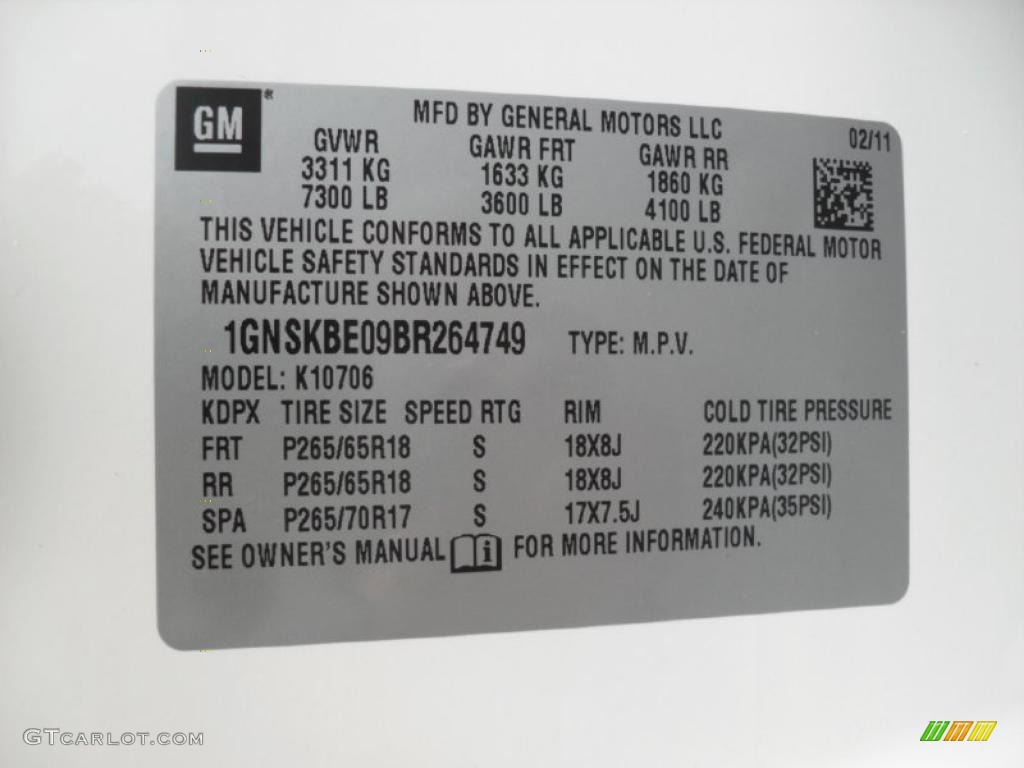 GM
MFD BY GENERAL MOTORS LLC
02/11
GVWR GAWR FRT GAWR RR
3311 KG 1633 KG 1860 KG
7300 LB 3600 LB 4100 LB
THIS VEHICLE CONFORMS TO ALL APPLICABLE U.S. FEDERAL MOTOR
VEHICLE SAFETY STANDARDS IN EFFECT ON THE DATE OF
MANUFACTURE SHOWN ABOVE.
1GNSKBE09BR264749 TYPE: M.P.V.
MODEL: K10706
KDPX TIRE SIZE SPEED RTG RIM COLD TIRE PRESSURE
FRT P265/65R18 S 18X8J 220KPA(32PSI)
RR P265/65R18 S 18X8J 220KPA(32PSI)
SPA P265/70R17 S 17X7.5J 240KPA(35PSI)
SEE OWNER'S MANUAL i FOR MORE INFORMATION.
GTcarlot.com